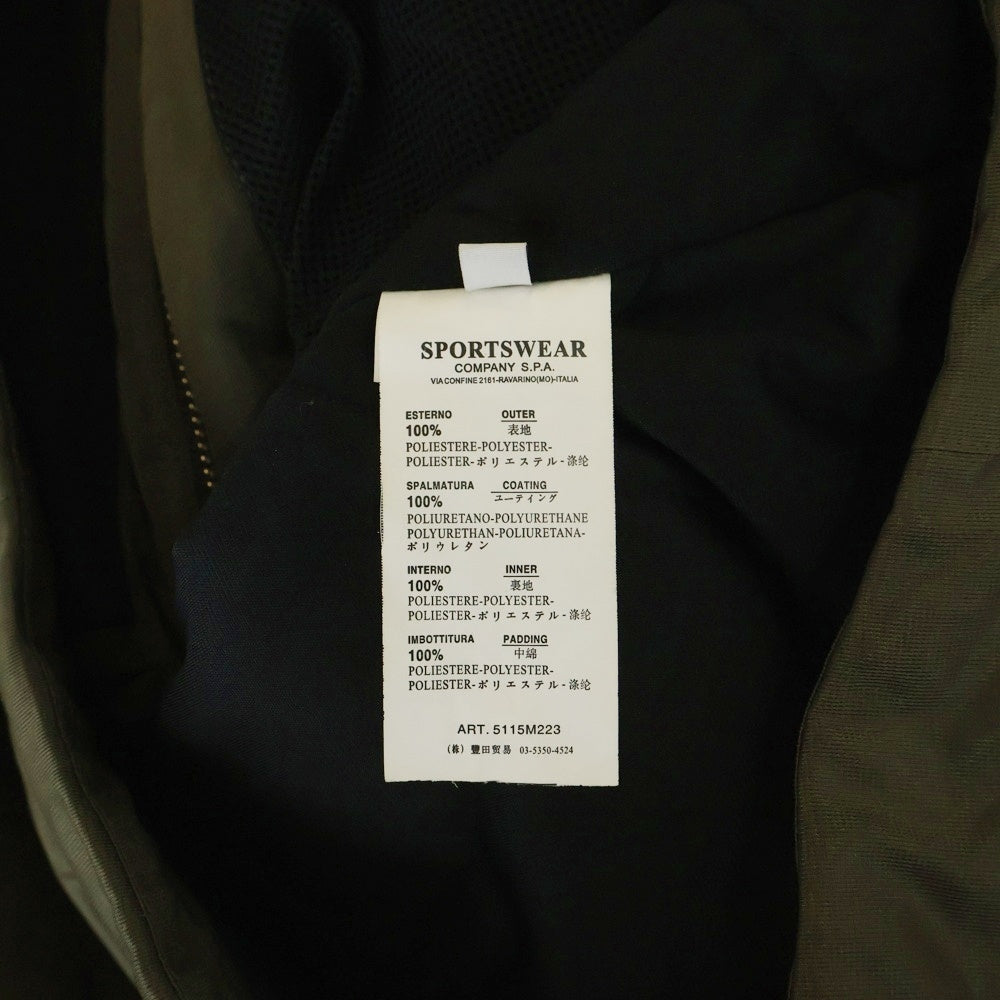 SPORTSWEAR
COMPANY S.P.A.
VIA CONFINE 2161-RAVARINO(MO)-ITALIA
ESTERNO OUTER
100% 表地
POLIESTERE-POLYESTER-
POLIESTER-ポリエステル-涤纶
SPALMATURA COATING
100% ユーティング
POLIURETANO-POLYURETHANE
POLYURETHAN-POLIURETANA-
ポリウレタン
INTERNO INNER
100% 裏地
POLIESTERE-POLYESTER-
POLIESTER-ポリエステル-涤纶
IMBOTTITURA PADDING
100% 中綿
POLIESTERE-POLYESTER-
POLIESTER-ポリエステル-涤纶
ART. 5115M223
(株) 豐田贸易 03-5350-4524